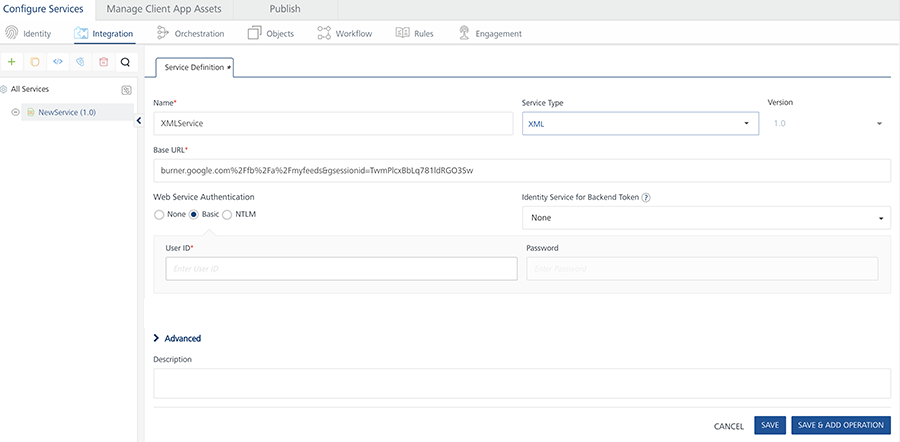 Configure Services Manage Client App Assets Publish
Identity Integration Orchestration Objects Workflow Rules Engagement
All Services
NewService (1.0)
Service Definition *
Name* Service Type Version
XMLService XML 1.0
Base URL*
burner.google.com%2Ffb%2Fa%2Fmyfeeds&gsessionid=TwmPlcxBbLq781ldRGO3Sw
Web Service Authentication Identity Service for Backend Token ?
None Basic NTLM None
User ID* Password
Enter User ID Enter Password
Advanced
Description
CANCEL SAVE SAVE & ADD OPERATION